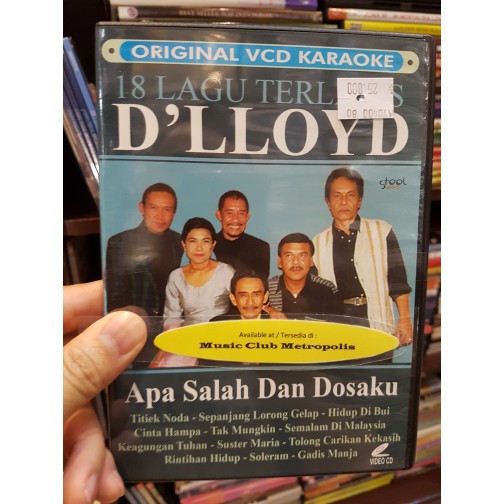 ORIGINAL VCD KARAOKE
18 LAGU
D'LLOYD
stool
Available at / Tersedia di :
Music Club Metropolis
Apa Salah Dan Dosaku
Titiek Noda - Sepanjang Lorong Gelap - Hidup Di Bui
Cinta Hampa - Tak Mungkin - Semalam Di Malaysia
Keagungan Tuhan - Suster Maria - Tolong Carikan Kekasih
Rintihan Hidup - Soleram - Gadis Manja
VIDEO CD